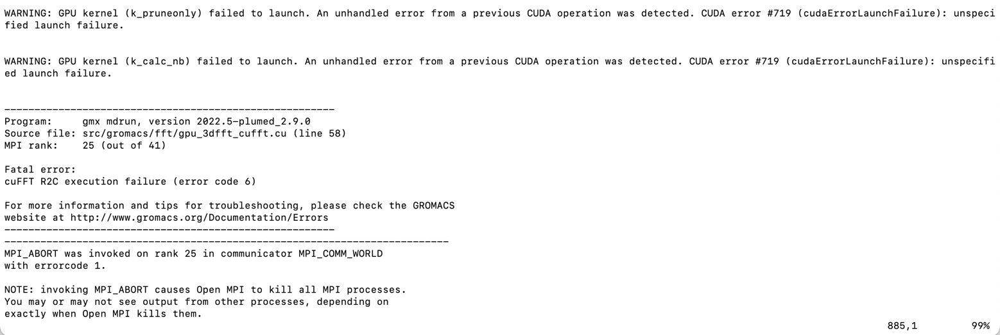 WARNING: GPU kernel (k_pruneonly) failed to launch. An unhandled error from a previous CUDA operation was detected. CUDA error #719 (cudaErrorLaunchFailure): unspeci
fied launch failure.
WARNING: GPU kernel (k_calc_nb) failed to launch. An unhandled error from a previous CUDA operation was detected. CUDA error #719 (cudaErrorLaunchFailure): unspecifi
ed launch failure.
-------------------------------------------------------
Program:     gmx mdrun, version 2022.5-plumed_2.9.0
Source file: src/gromacs/fft/gpu_3dfft_cufft.cu (line 58)
MPI rank:    25 (out of 41)
Fatal error:
cuFFT R2C execution failure (error code 6)
For more information and tips for troubleshooting, please check the GROMACS
website at http://www.gromacs.org/Documentation/Errors
-------------------------------------------------------
--------------------------------------------------------------------------
MPI_ABORT was invoked on rank 25 in communicator MPI_COMM_WORLD
with errorcode 1.
NOTE: invoking MPI_ABORT causes Open MPI to kill all MPI processes.
You may or may not see output from other processes, depending on
exactly when Open MPI kills them.
885,1         99%